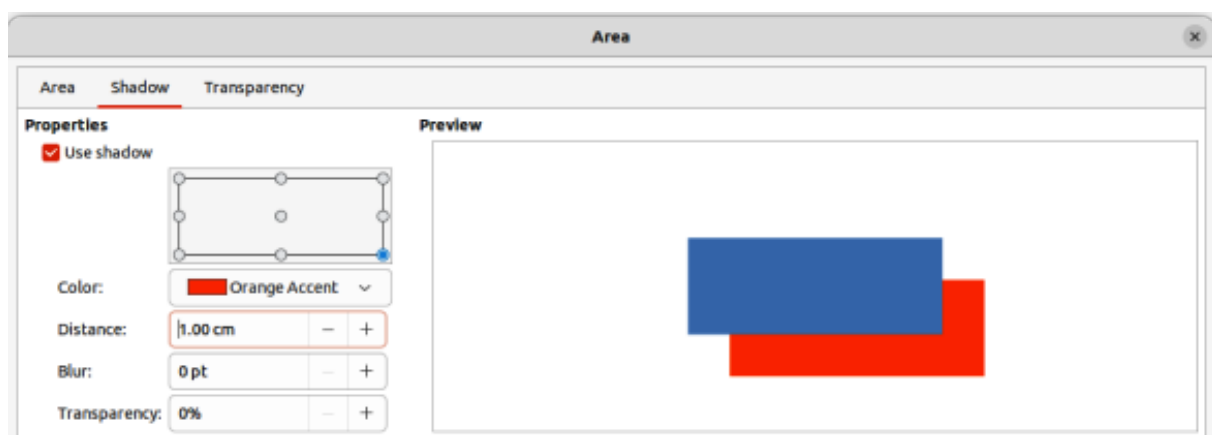 Area
Area Shadow Transparency
Properties
Preview
Use shadow
Color: Orange Accent
Distance: 1.00 cm
Blur: 0 pt
Transparency: 0%